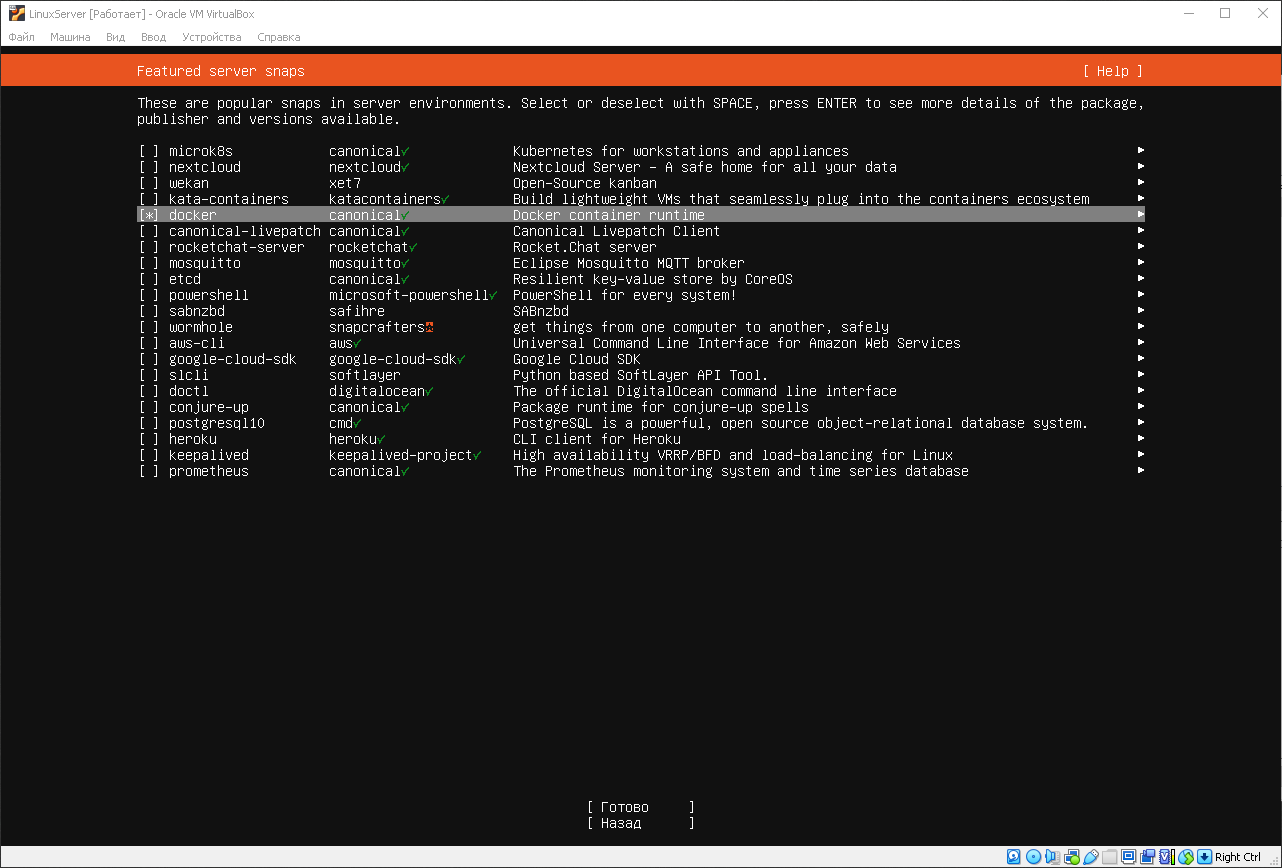 LinuxServer [Работает] - Oracle VM VirtualBox
Файл Машина Вид Ввод Устройства Справка
Featured server snaps [ Help ]
These are popular snaps in server environments. Select or deselect with SPACE, press ENTER to see more details of the package,
publisher and versions available.
[ ] microk8s canonical✓ Kubernetes for workstations and appliances ►
[ ] nextcloud nextcloud✓ Nextcloud Server - A safe home for all your data ►
[ ] wekan xet7 Open-Source kanban ►
[ ] kata-containers katacontainers✓ Build lightweight VMs that seamlessly plug into the containers ecosystem ►
[*] docker canonical✓ Docker container runtime ►
[ ] canonical-livepatch canonical✓ Canonical Livepatch Client ►
[ ] rocketchat-server rocketchat✓ Rocket.Chat server ►
[ ] mosquitto mosquitto✓ Eclipse Mosquitto MQTT broker ►
[ ] etcd canonical✓ Resilient key-value store by CoreOS ►
[ ] powershell microsoft-powershell✓ PowerShell for every system! ►
[ ] sabnzbd safihre SABnzbd ►
[ ] wormhole snapcrafters get things from one computer to another, safely ►
[ ] aws-cli aws✓ Universal Command Line Interface for Amazon Web Services ►
[ ] google-cloud-sdk google-cloud-sdk✓ Google Cloud SDK ►
[ ] slcli softlayer Python based SoftLayer API Tool. ►
[ ] doctl digitalocean✓ The official DigitalOcean command line interface ►
[ ] conjure-up canonical✓ Package runtime for conjure-up spells ►
[ ] postgresql10 cmd✓ PostgreSQL is a powerful, open source object-relational database system. ►
[ ] heroku heroku✓ CLI client for Heroku ►
[ ] keepalived keepalived-project✓ High availability VRRP/BFD and load-balancing for Linux ►
[ ] prometheus canonical✓ The Prometheus monitoring system and time series database ►
[ Готово ]
[ Назад ]
Right Ctrl